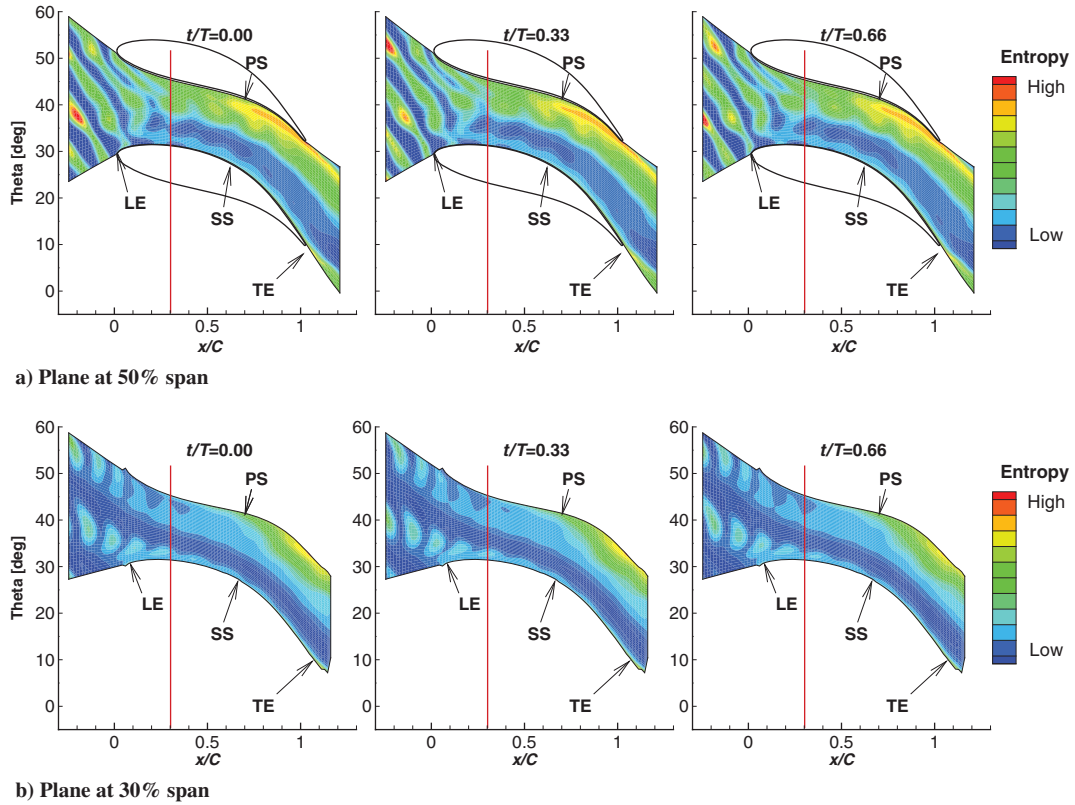 60
50
40
30
20
10
0
Theta [deg]
t/T=0.00
PS
LE
SS
TE
0
0.5
1
x/C
t/T=0.33
PS
LE
SS
TE
0
0.5
1
x/C
t/T=0.66
PS
LE
SS
TE
0
0.5
1
x/C
Entropy
High
Low
a) Plane at 50% span
60
50
40
30
20
10
0
Theta [deg]
t/T=0.00
PS
LE
SS
TE
0
0.5
1
x/C
t/T=0.33
PS
LE
SS
TE
0
0.5
1
x/C
t/T=0.66
PS
LE
SS
TE
0
0.5
1
x/C
Entropy
High
Low
b) Plane at 30% span